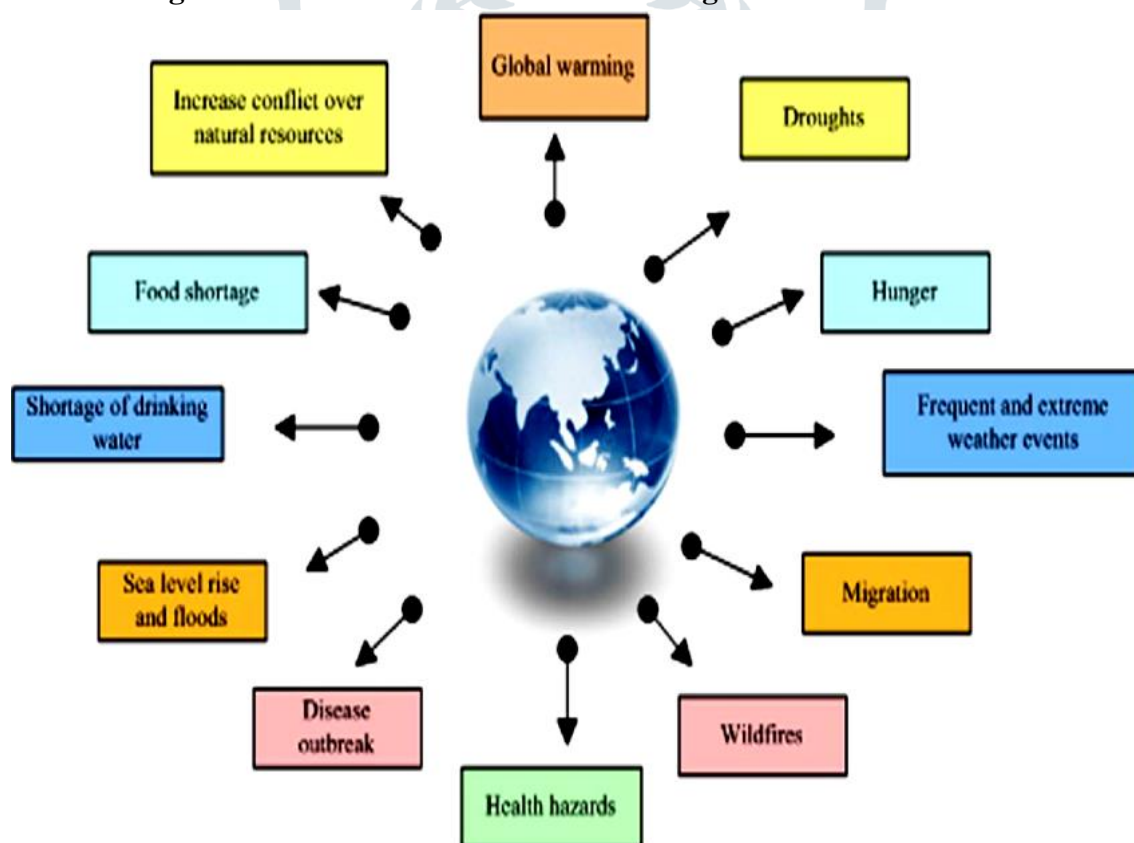 Global warming
Droughts
Hunger
Frequent and extreme
weather events
Migration
Wildfires
Health hazards
Disease
outbreak
Sea level rise
and floods
Shortage of drinking
water
Food shortage
Increase conflict over
natural resources